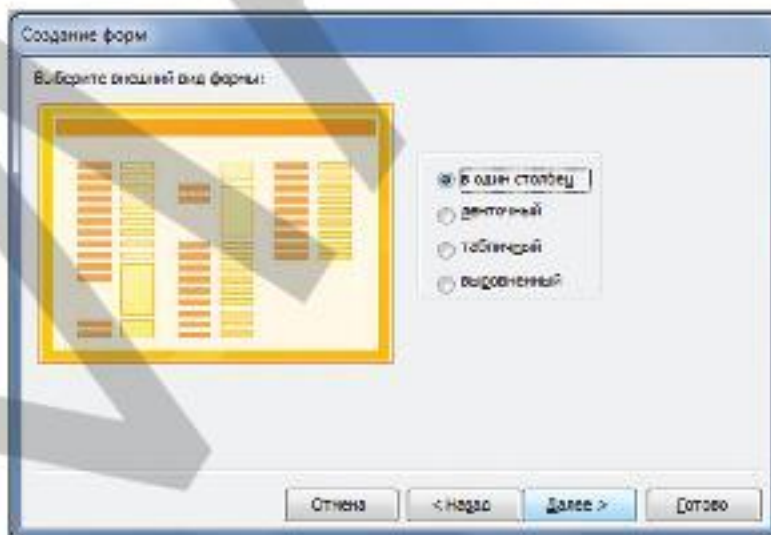 Создание форм
Выберите внешний вид формы:
в один столбец
ленточный
табличный
выровненный
Отмена
< Назад
Далее >
Готово